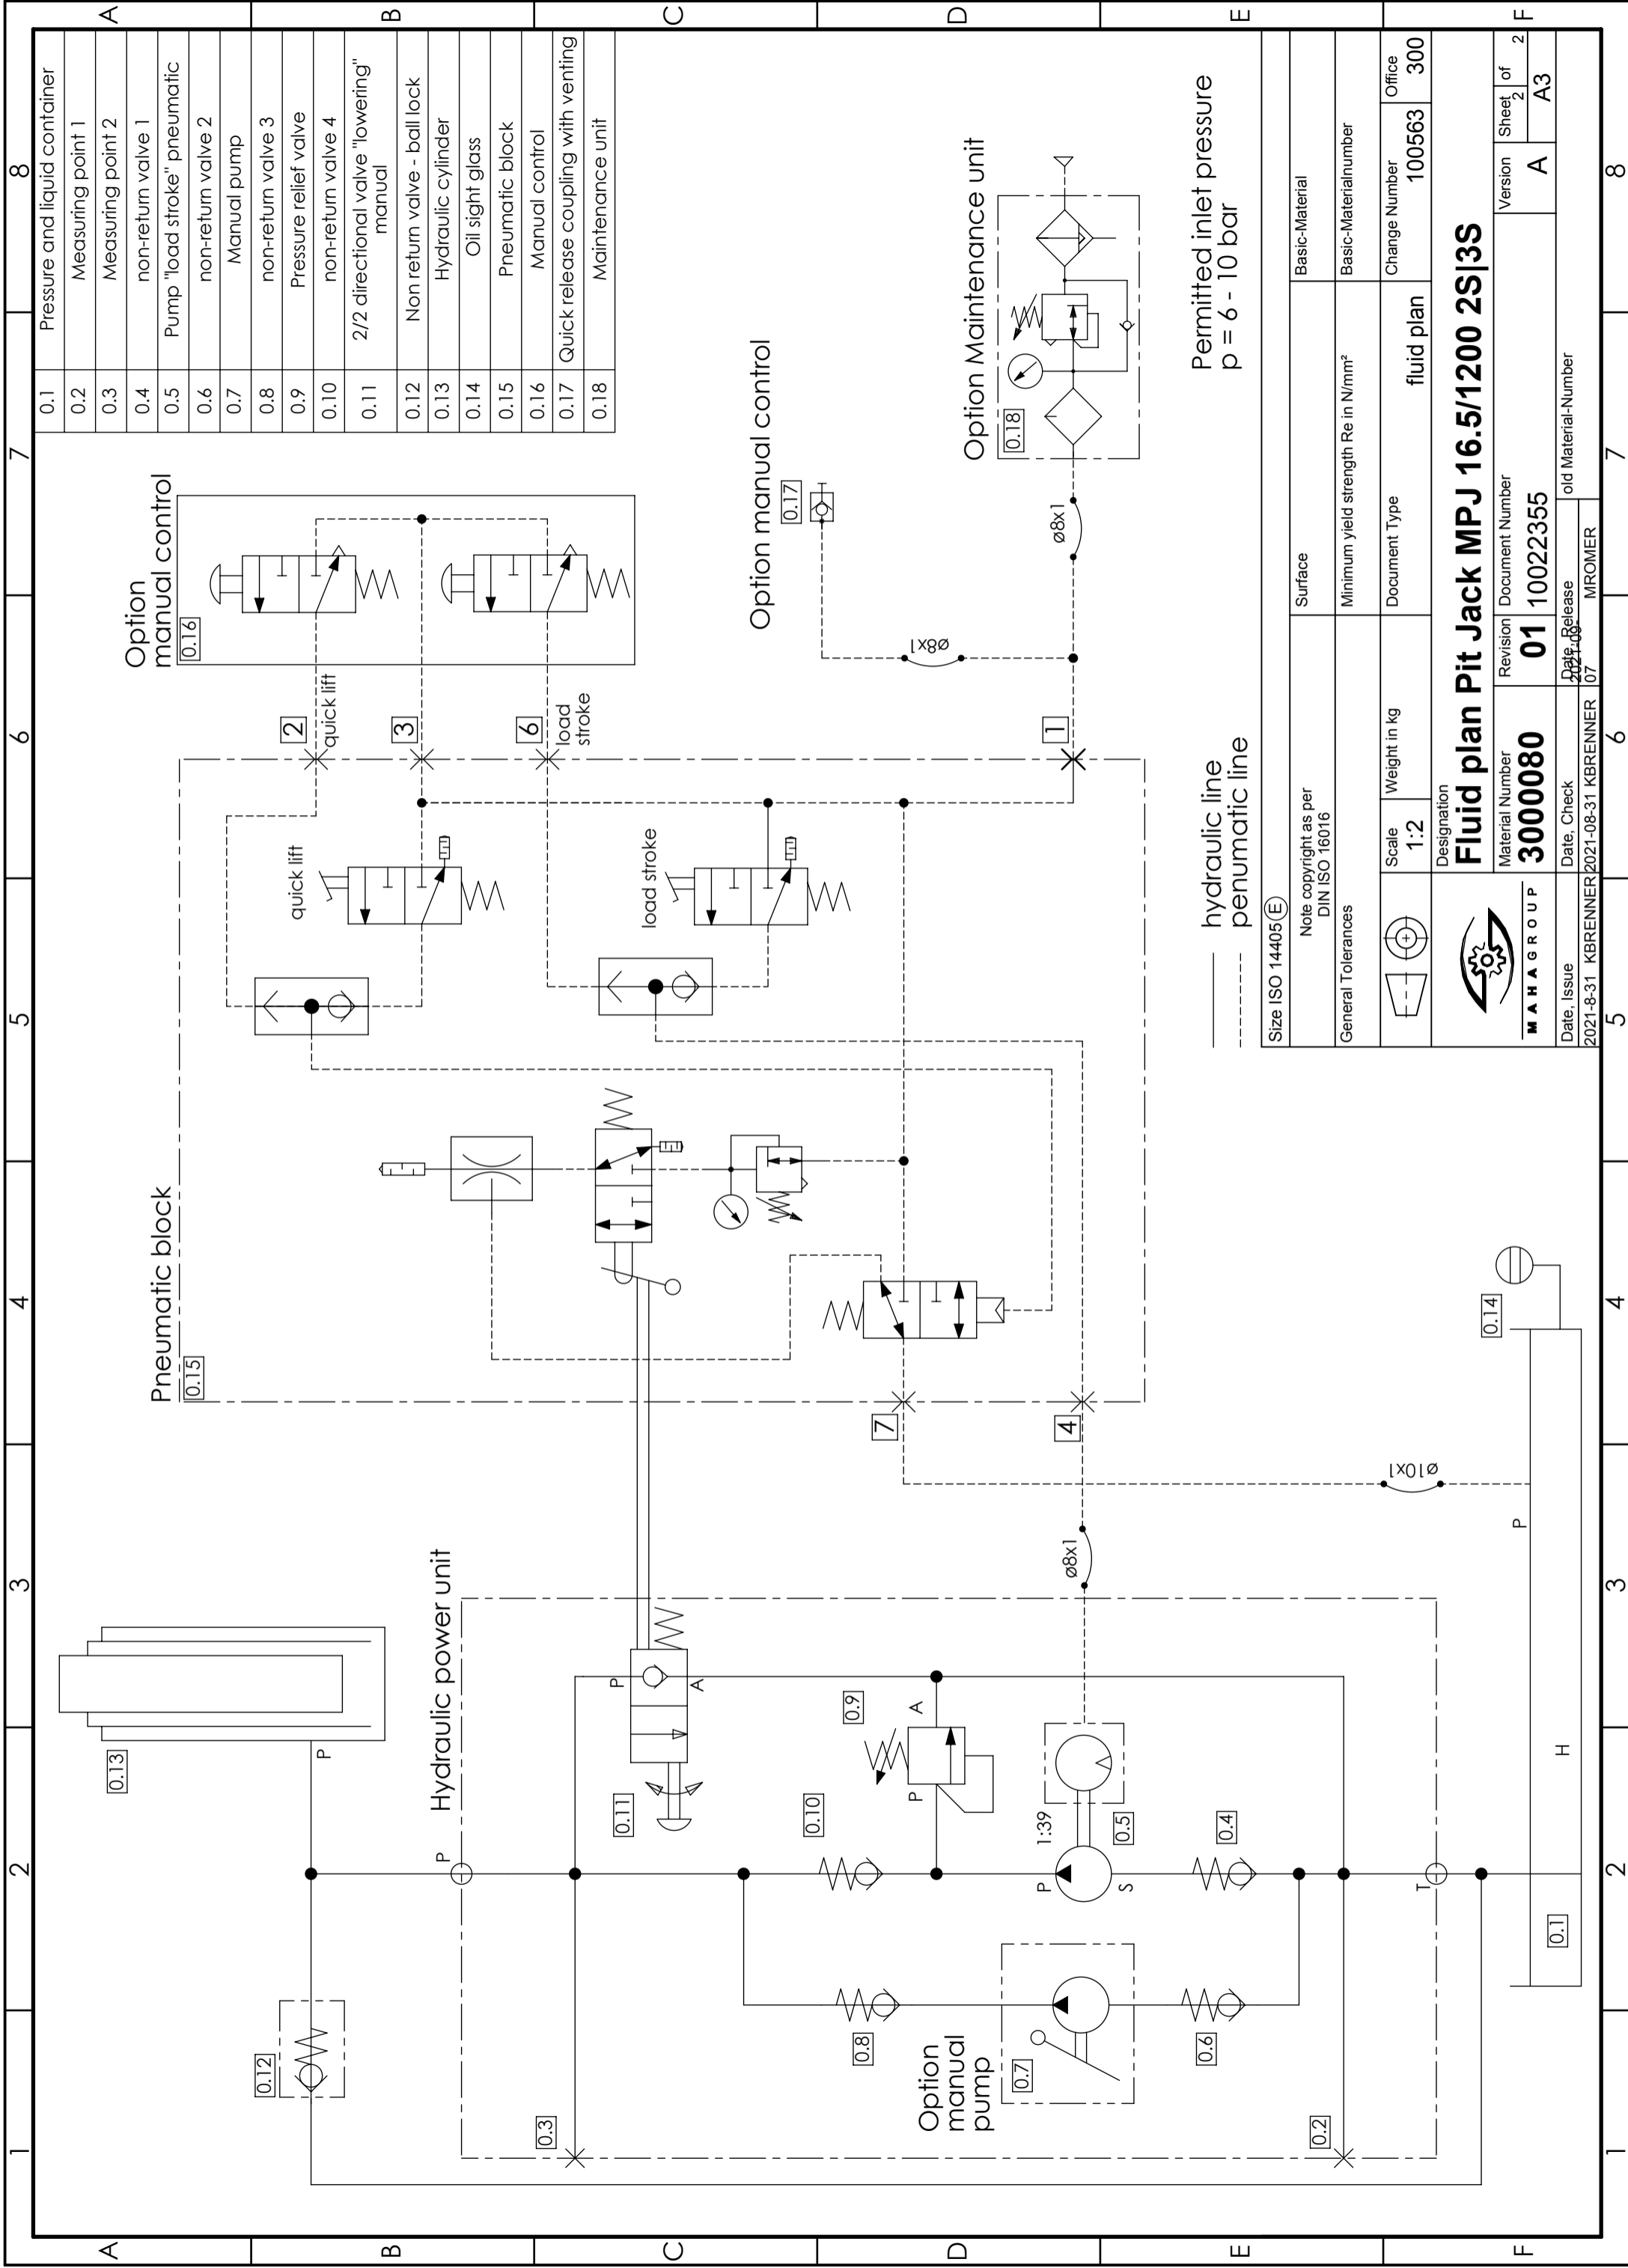 1 2 3 4 5 6 7 8
A
B
C
D
E
F
0.1 Pressure and liquid container
0.2 Measuring point 1
0.3 Measuring point 2
0.4 non-return valve 1
0.5 Pump "load stroke" pneumatic
0.6 non-return valve 2
0.7 Manual pump
0.8 non-return valve 3
0.9 Pressure relief valve
0.10 non-return valve 4
0.11 2/2 directional valve "lowering"
manual
0.12 Non return valve - ball lock
0.13 Hydraulic cylinder
0.14 Oil sight glass
0.15 Pneumatic block
0.16 Manual control
0.17 Quick release coupling with venting
0.18 Maintenance unit
0.13
P
0.12
Hydraulic power unit
P
0.3
0.11
P
A
0.10
0.9
P
A
0.8
Option
manual
pump
0.7
1:39
P
S
0.5
0.6
0.4
0.2
T
0.1
H
P
0.14
ø8x1
ø10x1
Pneumatic block
0.15
7
4
quick lift
load stroke
2
quick lift
3
6
load
stroke
1
Option
manual control
0.16
Option manual control
0.17
ø8x1
ø8x1
Option Maintenance unit
0.18
Permitted inlet pressure
p = 6 - 10 bar
hydraulic line
penumatic line
Size ISO 14405 E
Note copyright as per
DIN ISO 16016
Surface
Basic-Material
General Tolerances
Minimum yield strength Re in N/mm²
Basic-Materialnumber
Scale
1:2
Weight in kg
Document Type
fluid plan
Change Number
100563
Office
300
Designation
Fluid plan Pit Jack MPJ 16.5/1200 2S|3S
MAHA GROUP
Material Number
3000080
Revision
01
Document Number
10022355
Version
A
Sheet of
2 2
A3
Date, Issue
2021-8-31 KBRENNER
Date, Check
2021-08-31 KBRENNER
Date, Release
2021-09-
07 MROMER
old Material-Number
A
B
C
D
E
F
1 2 3 4 5 6 7 8